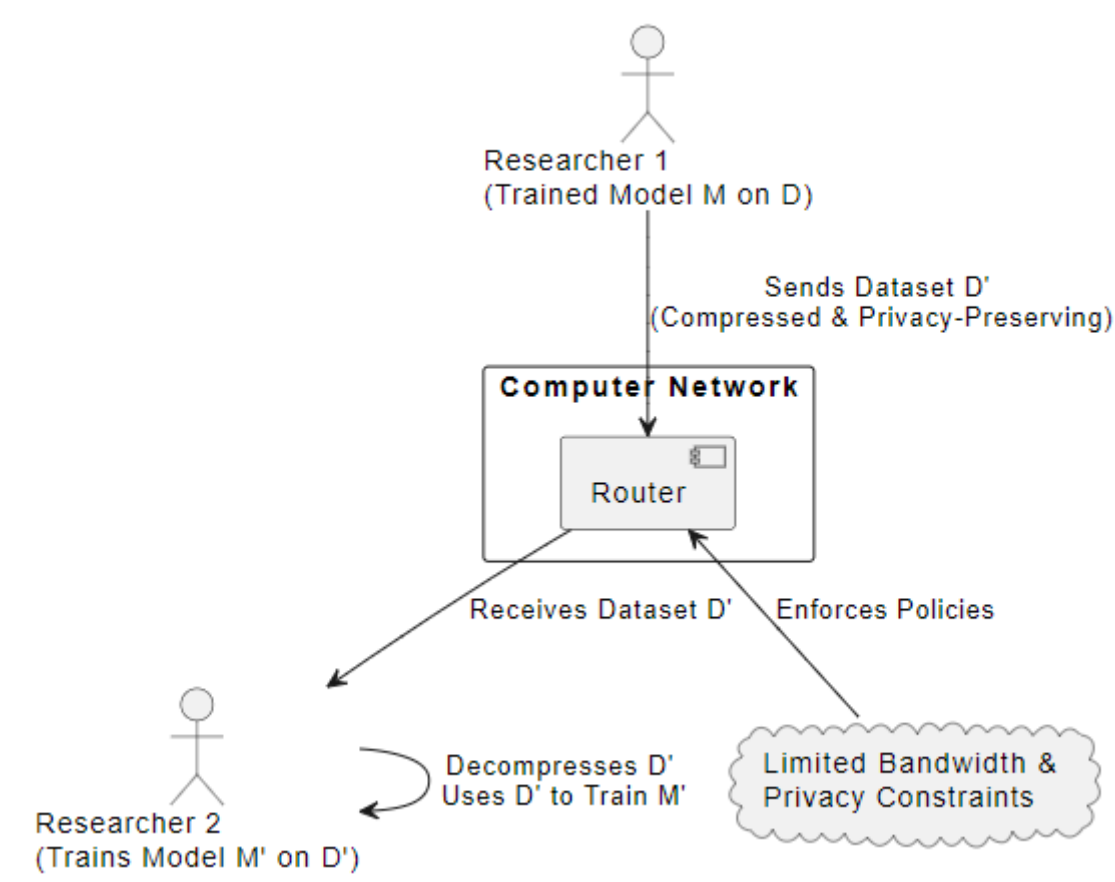 Researcher 1
(Trained Model M on D)
Sends Dataset D'
(Compressed & Privacy-Preserving)
Computer Network
Router
Receives Dataset D'
Enforces Policies
Decompresses D'
Uses D' to Train M'
Limited Bandwidth &
Privacy Constraints
Researcher 2
(Trains Model M' on D')